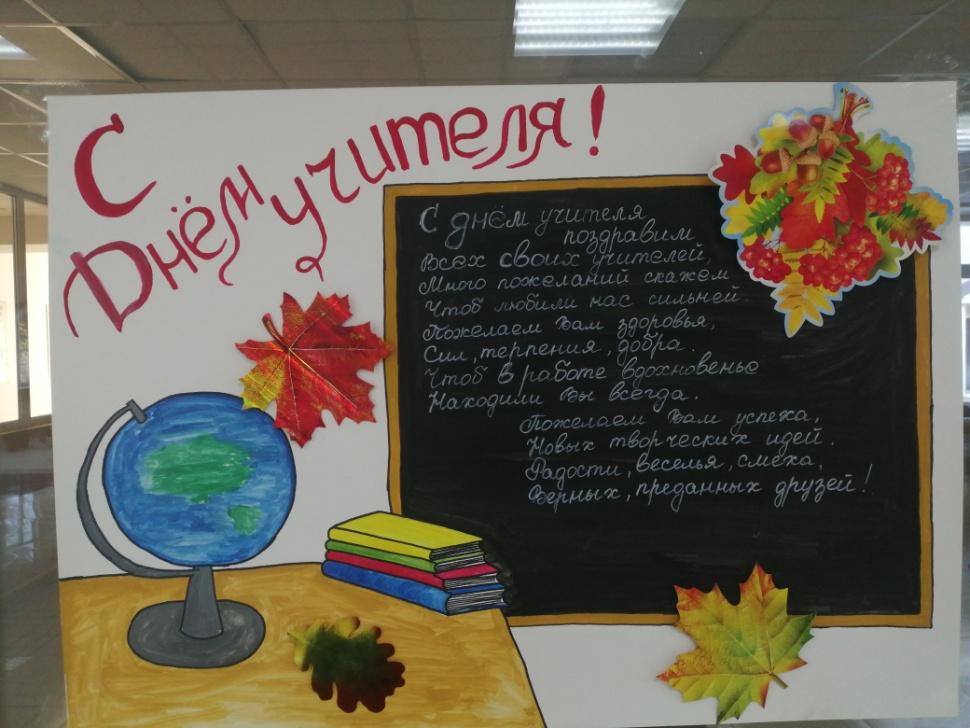 С
Днём учителя!
С днём учителя
поздравим
Всех своих учителей,
Много пожеланий скажем
Чтоб любили нас сильней
Пожелаем Вам здоровья,
Сил, терпения, добра.
Чтоб в работе вдохновенье
Находили Вы всегда.
Пожелаем Вам успеха,
Новых творческих идей.
Радости, веселья, смеха,
Верных, преданных друзей!